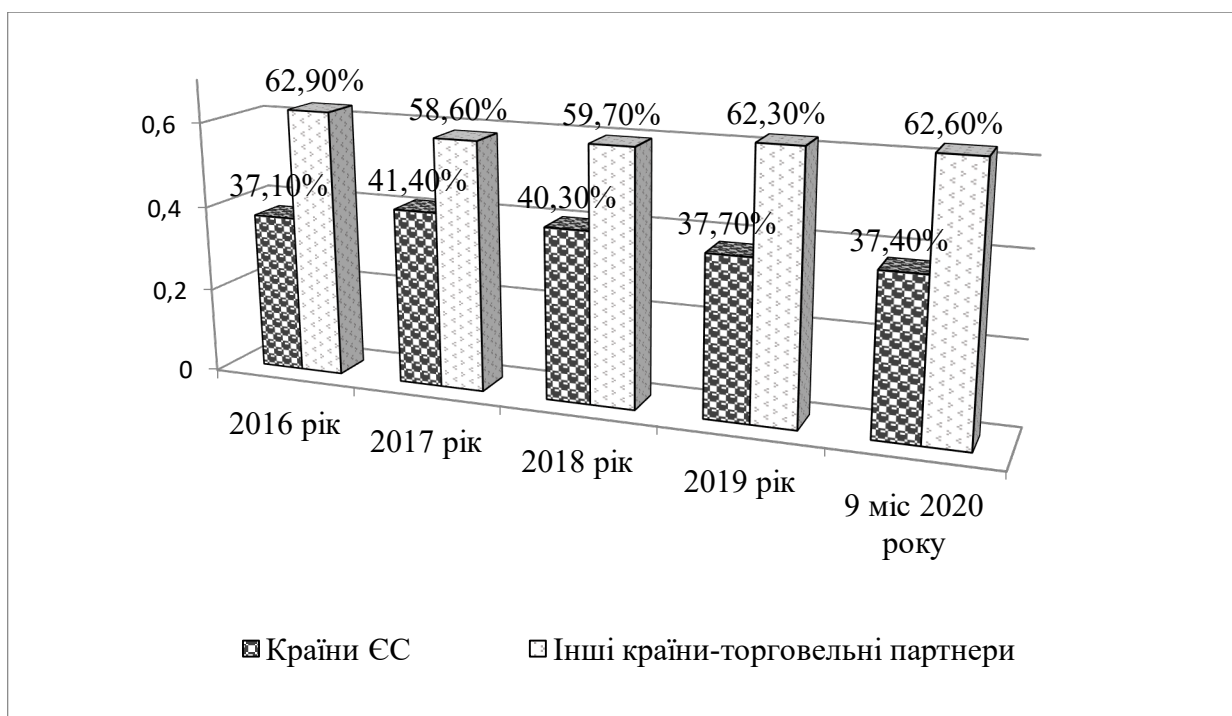 62,90%
58,60%
59,70%
62,30%
62,60%
0,6
37,10%
41,40%
40,30%
37,70%
37,40%
0,4
0,2
0
2016 рік
2017 рік
2018 рік
2019 рік
9 міс 2020
року
Країни ЄС
Інші країни-торговельні партнери